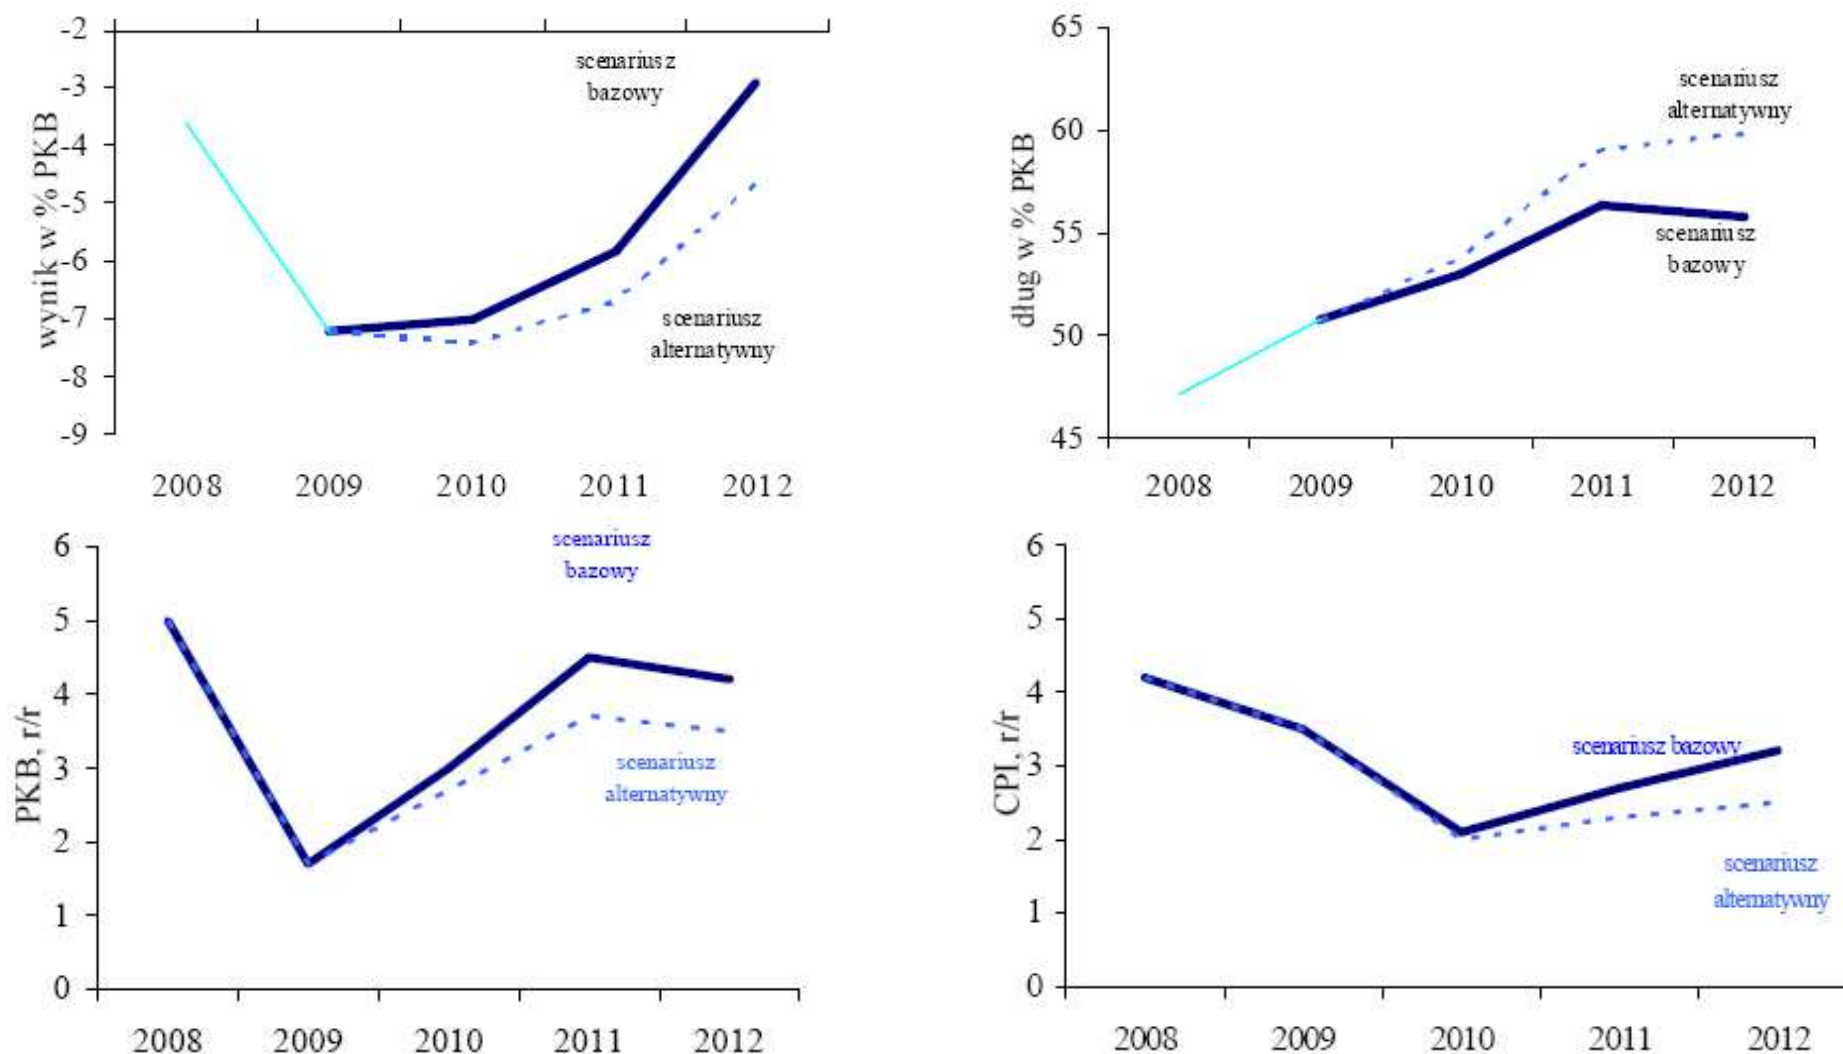 -2
-3
-4
-5
-6
-7
-8
-9
wynik w % PKB
scenariusz
bazowy
scenariusz
alternatywny
2008 2009 2010 2011 2012
65
60
55
50
45
dług w % PKB
scenariusz
alternatywny
scenariusz
bazowy
2008 2009 2010 2011 2012
6
5
4
3
2
1
0
PKB, r/r
scenariusz
bazowy
scenariusz
alternatywny
2008 2009 2010 2011 2012
6
5
4
3
2
1
0
CPI, r/r
scenariusz bazowy
scenariusz
alternatywny
2008 2009 2010 2011 2012